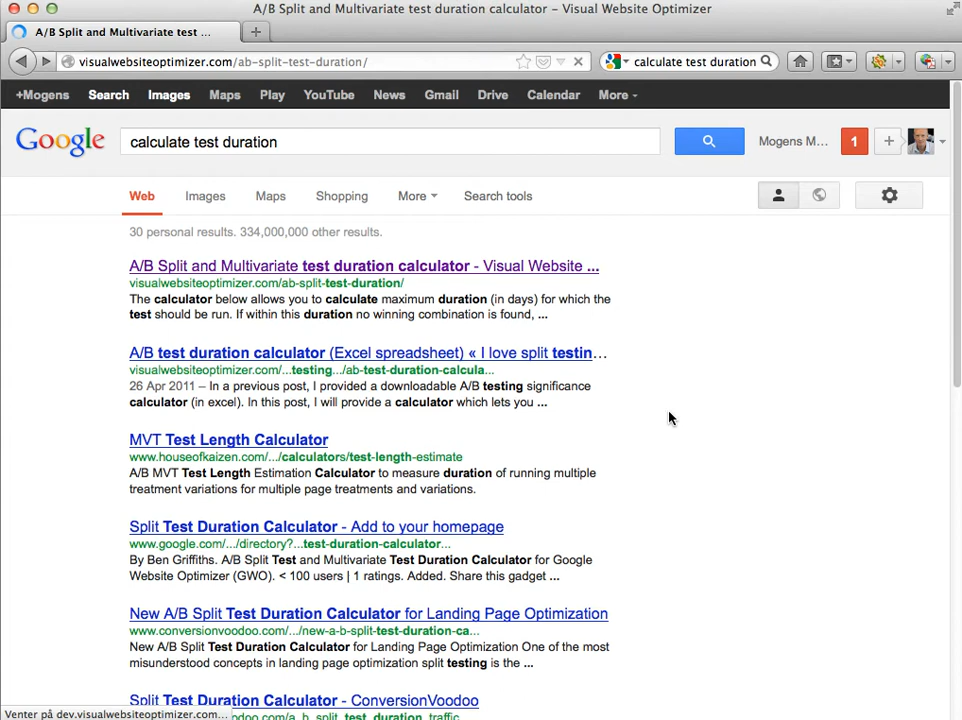 A/B Split and Multivariate test duration calculator – Visual Website Optimizer
A/B Split and Multivariate test ...
visualwebsiteoptimizer.com/ab-split-test-duration/
calculate test duration
+Mogens Search Images Maps Play YouTube News Gmail Drive Calendar More
Google
calculate test duration
Mogens M... 1 +
Web Images Maps Shopping More Search tools
30 personal results. 334,000,000 other results.
A/B Split and Multivariate test duration calculator - Visual Website ...
visualwebsiteoptimizer.com/ab-split-test-duration/
The calculator below allows you to calculate maximum duration (in days) for which the
test should be run. If within this duration no winning combination is found, ...
A/B test duration calculator (Excel spreadsheet) « I love split testin...
visualwebsiteoptimizer.com/...testing.../ab-test-duration-calcula...
26 Apr 2011 – In a previous post, I provided a downloadable A/B testing significance
calculator (in excel). In this post, I will provide a calculator which lets you ...
MVT Test Length Calculator
www.houseofkaizen.com/.../calculators/test-length-estimate
A/B MVT Test Length Estimation Calculator to measure duration of running multiple
treatment variations for multiple page treatments and variations.
Split Test Duration Calculator - Add to your homepage
www.google.com/.../directory?...test-duration-calculator...
By Ben Griffiths. A/B Split Test and Multivariate Test Duration Calculator for Google
Website Optimizer (GWO). < 100 users | 1 ratings. Added. Share this gadget ...
New A/B Split Test Duration Calculator for Landing Page Optimization
www.conversionvoodoo.com/.../new-a-b-split-test-duration-ca...
New A/B Split Test Duration Calculator for Landing Page Optimization One of the most
misunderstood concepts in landing page optimization split testing is the ...
Split Test Duration Calculator - ConversionVoodoo
Venter på dev.visualwebsiteoptimizer.com... doo.com/a_b_split_test_duration_traffic